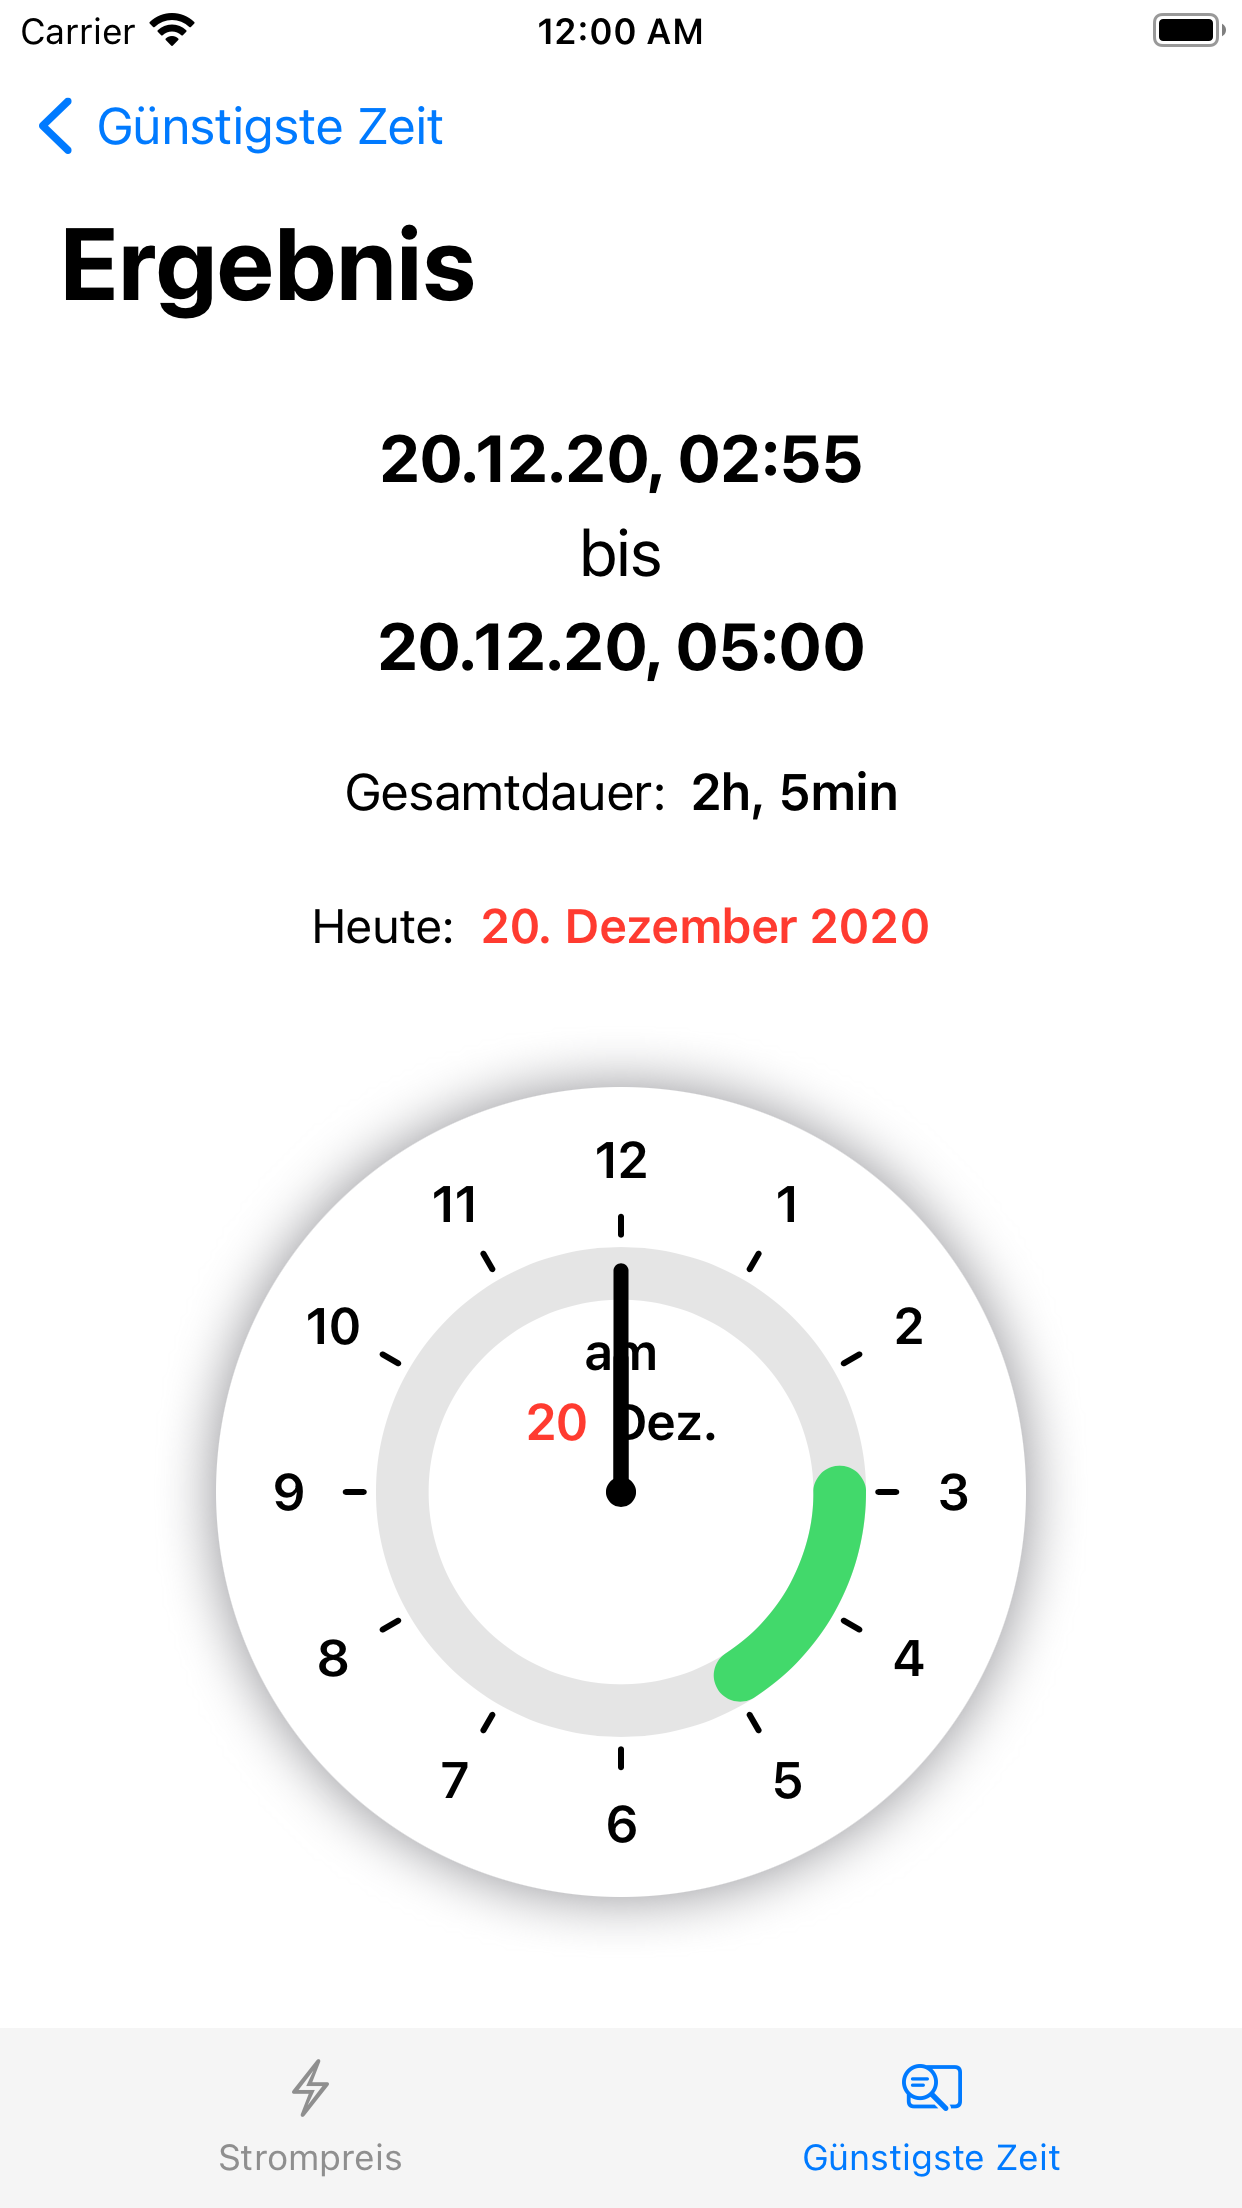 Carrier 12:00 AM
Günstigste Zeit
Ergebnis
20.12.20, 02:55
bis
20.12.20, 05:00
Gesamtdauer: 2h, 5min
Heute: 20. Dezember 2020
12
11 1
10 2
am
20 Dez.
9 3
8 4
7 5
6
Strompreis Günstigste Zeit